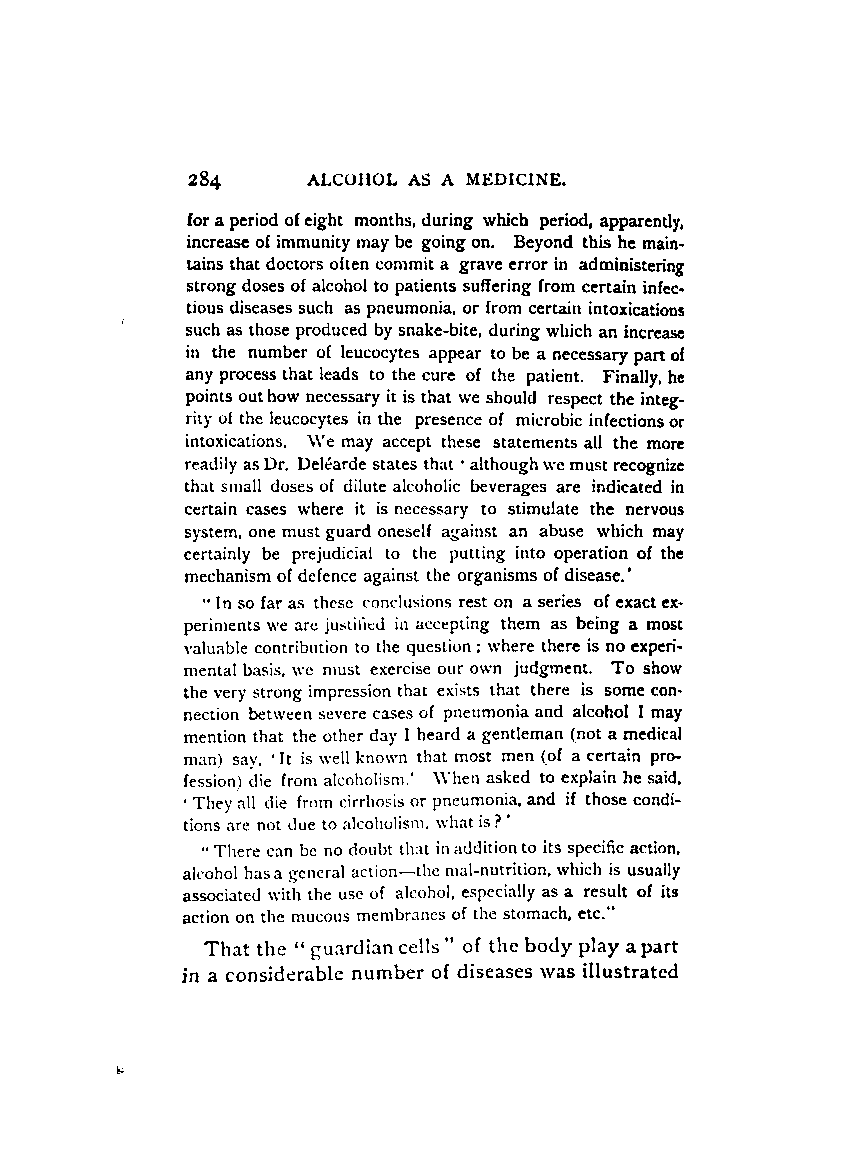 284 ALCOHOL AS A MEDICINE.
for a period of eight months, during which period, apparently,
increase of immunity may be going on. Beyond this he main-
tains that doctors often commit a grave error in administering
strong doses of alcohol to patients suffering from certain infec-
tious diseases such as pneumonia, or from certain intoxications
such as those produced by snake-bite, during which an increase
in the number of leucocytes appear to be a necessary part of
any process that leads to the cure of the patient. Finally, he
points out how necessary it is that we should respect the integ-
rity of the leucocytes in the presence of microbic infections or
intoxications. We may accept these statements all the more
readily as Dr. Deléarde states that ‘ although we must recognize
that small doses of dilute alcoholic beverages are indicated in
certain cases where it is necessary to stimulate the nervous
system, one must guard oneself against an abuse which may
certainly be prejudicial to the putting into operation of the
mechanism of defence against the organisms of disease.’
“ In so far as these conclusions rest on a series of exact ex-
periments we are justified in accepting them as being a most
valuable contribution to the question ; where there is no experi-
mental basis, we must exercise our own judgment. To show
the very strong impression that exists that there is some con-
nection between severe cases of pneumonia and alcohol I may
mention that the other day I heard a gentleman (not a medical
man) say, ‘It is well known that most men (of a certain pro-
fession) die from alcoholism.’ When asked to explain he said,
‘ They all die from cirrhosis or pneumonia, and if those condi-
tions are not due to alcoholism, what is ? ’
“ There can be no doubt that in addition to its specific action,
alcohol has a general action—the mal-nutrition, which is usually
associated with the use of alcohol, especially as a result of its
action on the mucous membranes of the stomach, etc.”
That the “ guardian cells ” of the body play a part
in a considerable number of diseases was illustrated